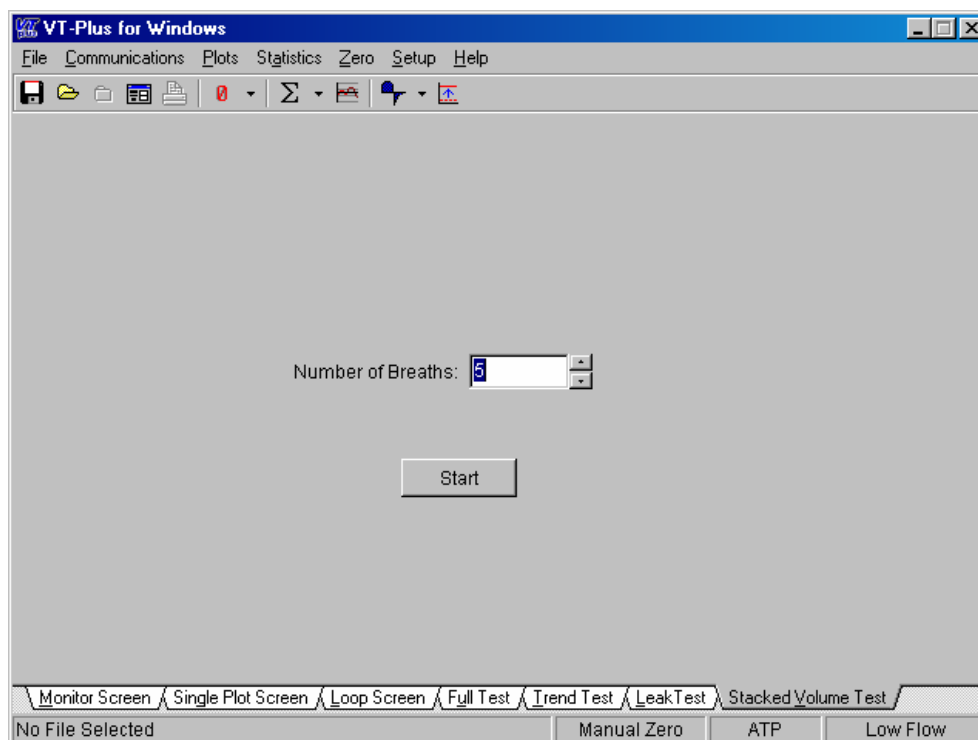 VT-Plus for Windows
File Communications Plots Statistics Zero Setup Help
0 Σ
Number of Breaths: 5
Start
Monitor Screen Single Plot Screen Loop Screen Full Test Trend Test LeakTest Stacked Volume Test
No File Selected Manual Zero ATP Low Flow